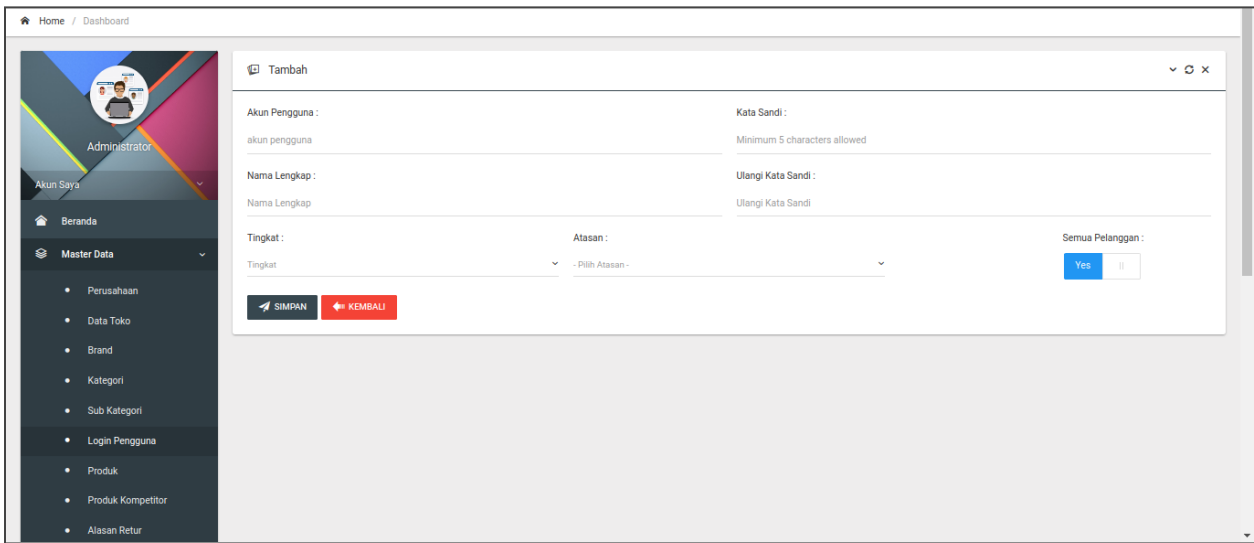 Home / Dashboard
Administrator
Akun Saya
Beranda
Master Data
Perusahaan
Data Toko
Brand
Kategori
Sub Kategori
Login Pengguna
Produk
Produk Kompetitor
Alasan Retur
Tambah
Akun Pengguna :
akun pengguna
Kata Sandi :
Minimum 5 characters allowed
Nama Lengkap :
Nama Lengkap
Ulangi Kata Sandi :
Ulangi Kata Sandi
Tingkat :
Tingkat
Atasan :
- Pilih Atasan -
Semua Pelanggan :
Yes
SIMPAN
KEMBALI